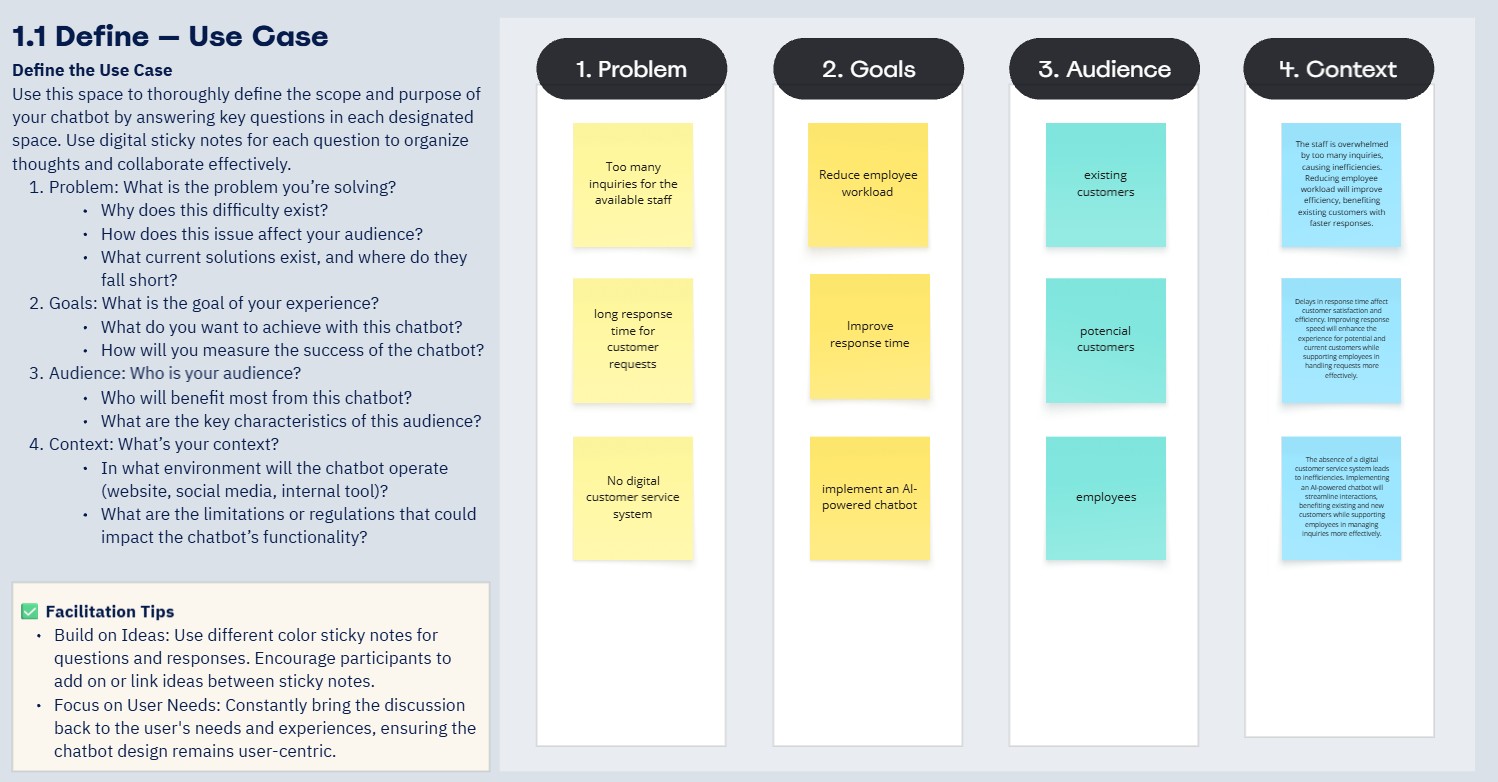 1.1 Define — Use Case
Define the Use Case
Use this space to thoroughly define the scope and purpose of
your chatbot by answering key questions in each designated
space. Use digital sticky notes for each question to organize
thoughts and collaborate effectively.
1. Problem: What is the problem you're solving?
• Why does this difficulty exist?
• How does this issue affect your audience?
• What current solutions exist, and where do they
fall short?
2. Goals: What is the goal of your experience?
• What do you want to achieve with this chatbot?
• How will you measure the success of the chatbot?
3. Audience: Who is your audience?
• Who will benefit most from this chatbot?
• What are the key characteristics of this audience?
4. Context: What's your context?
• In what environment will the chatbot operate
(website, social media, internal tool)?
• What are the limitations or regulations that could
impact the chatbot's functionality?
✅ Facilitation Tips
• Build on Ideas: Use different color sticky notes for
questions and responses. Encourage participants to
add on or link ideas between sticky notes.
• Focus on User Needs: Constantly bring the discussion
back to the user's needs and experiences, ensuring the
chatbot design remains user-centric.
1. Problem
Too many
inquiries for the
available staff
long response
time for
customer
requests
No digital
customer service
system
2. Goals
Reduce employee
workload
Improve
response time
implement an AI-
powered chatbot
3. Audience
existing
customers
potencial
customers
employees
4. Context
The staff is overwhelmed
by too many inquiries,
causing inefficiencies.
Reducing employee
workload will improve
efficiency, benefiting
existing customers with
faster responses.
Delays in response time affect
customer satisfaction and
efficiency. Improving response
speed will enhance the
experience for potential and
current customers while
supporting employees in
handling requests more
effectively.
The absence of a digital
customer service system leads
to inefficiencies. Implementing
an AI-powered chatbot will
streamline interactions,
benefiting existing and new
customers while supporting
employees in managing
inquiries more effectively.